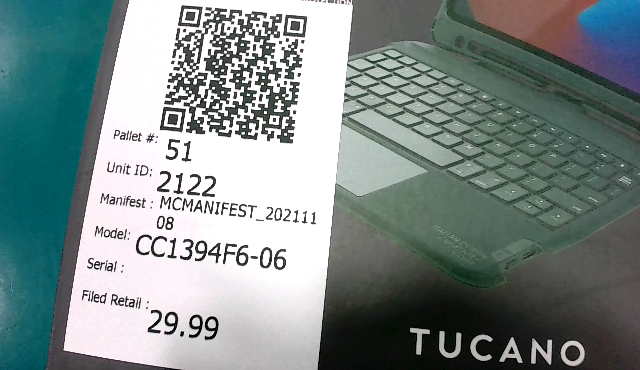 Pallet #: 51
Unit ID: 2122
Manifest : MCMANIFEST_202111
08
Model: CC1394F6-06
Serial :
Filed Retail : 29.99
TUCANO